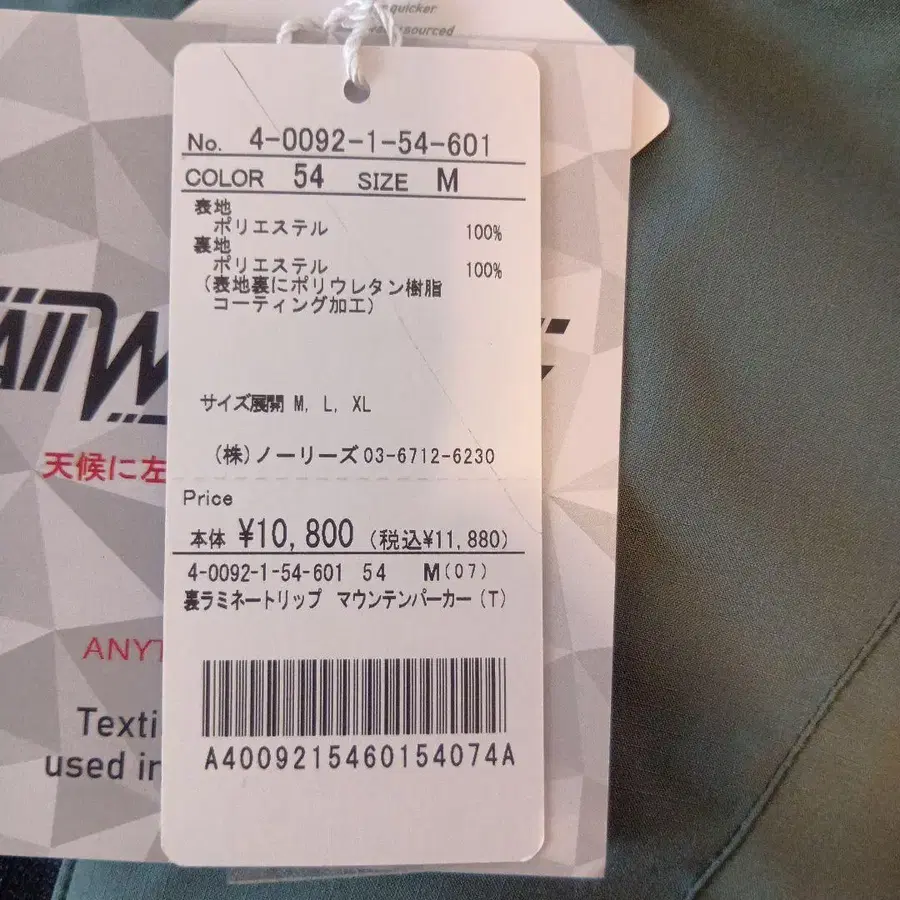 quicker
sourced
No. 4-0092-1-54-601
COLOR 54 SIZE M
表地
ポリエステル 100%
裏地
ポリエステル 100%
(表地裏にポリウレタン樹脂
コーティング加工)
サイズ展開 M, L, XL
(株)ノーリーズ 03-6712-6230
Price
本体 ¥10,800 (税込¥11,880)
4-0092-1-54-601 54 M(07)
裏ラミネートリップ マウンテンパーカー(T)
A4009215460154074A
AllW
天候に左
ANYT
Texti
used in